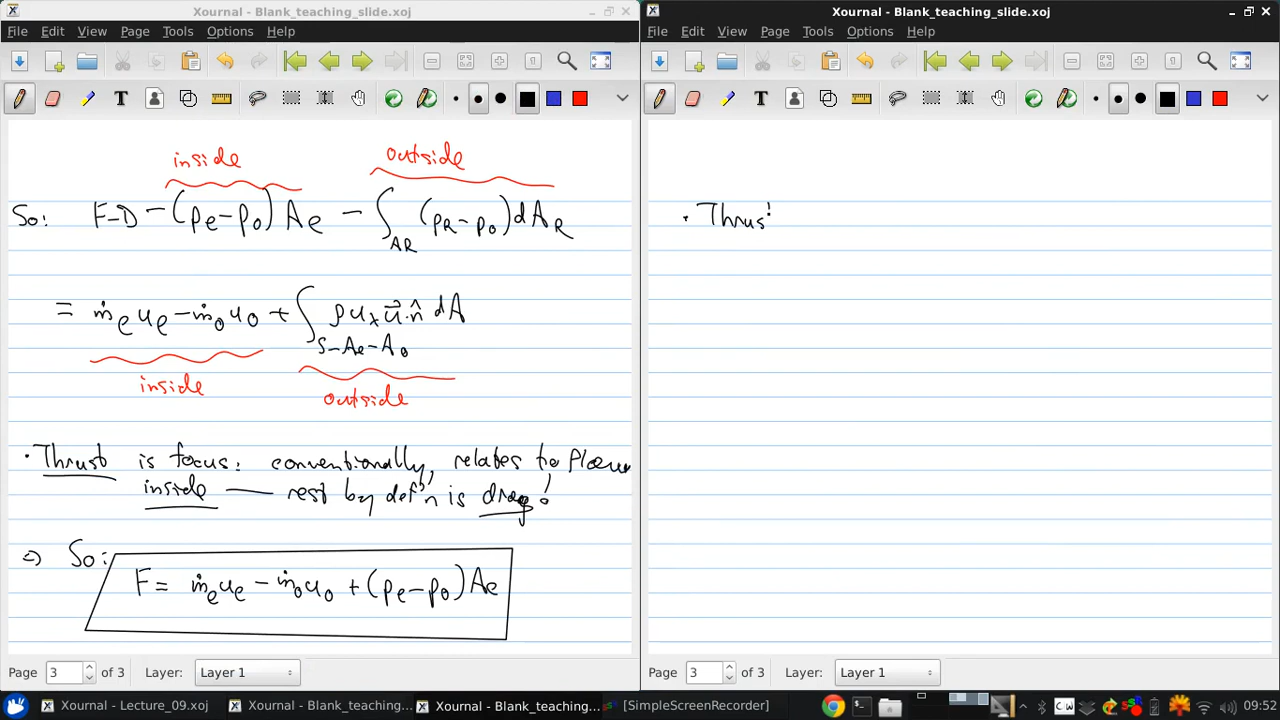 Xournal - Blank_teaching_slide.xoj
File Edit View Page Tools Options Help
inside outside
So: F-D - (pe-p0) Ae - ∫AR (pR-p0) dAR
= ṁe ue - ṁ0 u0 + ∫S-Ae-A0 ρux u⃗·n̂ dA
inside
outside
· Thrust is focus: conventionally, relates to flow
inside — rest by def'n is drag!
⇒ So:
F = ṁe ue - ṁ0 u0 + (pe-p0) Ae
Page 3 of 3 Layer: Layer 1
Xournal - Blank_teaching_slide.xoj
File Edit View Page Tools Options Help
· Thrus
Page 3 of 3 Layer: Layer 1
Xournal - Lecture_09.xoj Xournal - Blank_teaching... Xournal - Blank_teaching... [SimpleScreenRecorder] 09:52